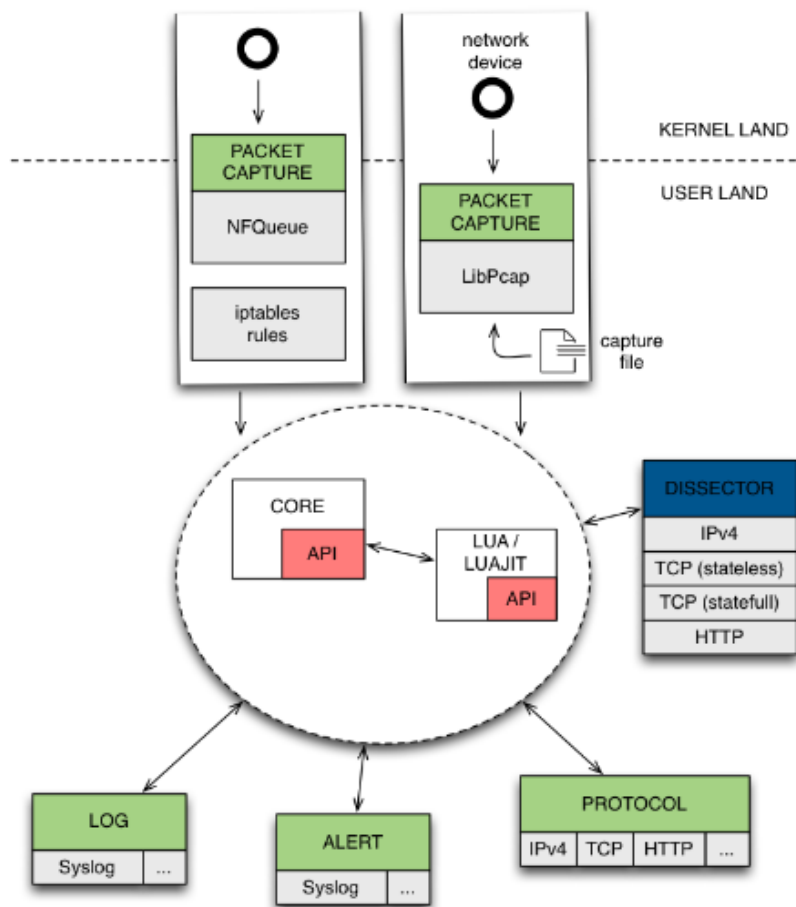 network
device
KERNEL LAND
PACKET
CAPTURE
NFQueue
iptables
rules
PACKET
CAPTURE
LibPcap
capture
file
USER LAND
CORE
API
LUA /
LUAJIT
API
DISSECTOR
IPv4
TCP (stateless)
TCP (statefull)
HTTP
LOG
Syslog
...
ALERT
Syslog
...
PROTOCOL
IPv4
TCP
HTTP
...